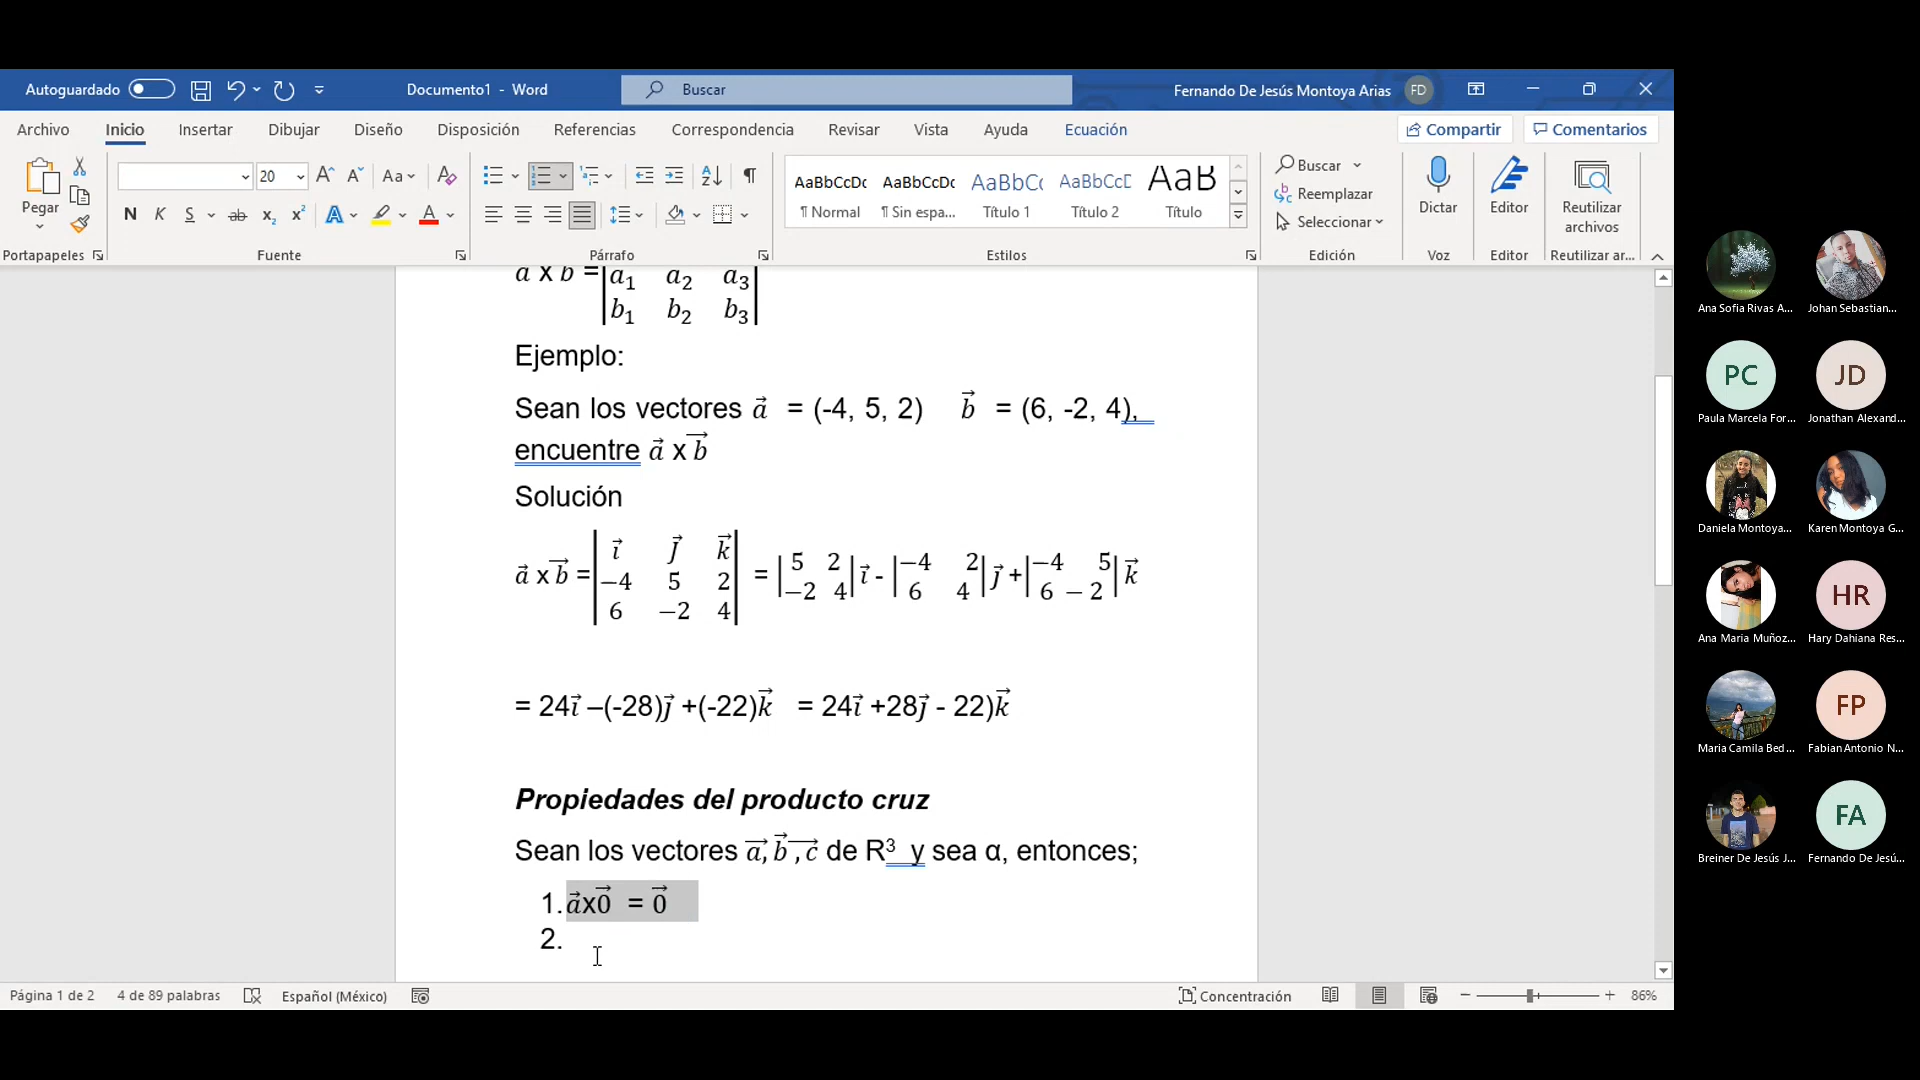 Autoguardado Documento1 - Word Buscar Fernando De Jesús Montoya Arias FD
Archivo Inicio Insertar Dibujar Diseño Disposición Referencias Correspondencia Revisar Vista Ayuda Ecuación Compartir Comentarios
Pegar
20 A A Aa A
N K S ab x₂ x² A A
AaBbCcDc AaBbCcDc AaBbCc AaBbCcD AaB
¶ Normal ¶ Sin espa... Título 1 Título 2 Título
Buscar
Reemplazar
Seleccionar
Dictar
Editor
Reutilizar
archivos
Portapapeles Fuente Párrafo Estilos Edición Voz Editor Reutilizar ar...
a x b = |a₁ a₂ a₃|
|b₁ b₂ b₃|
Ejemplo:
Sean los vectores a⃗ = (-4, 5, 2) b⃗ = (6, -2, 4),
encuentre a⃗ x b⃗
Solución
a⃗ x b⃗ = |i⃗ j⃗ k⃗; −4 5 2; 6 −2 4| = |5 2; −2 4| i⃗ - |−4 2; 6 4| j⃗ + |−4 5; 6 − 2| k⃗
= 24i⃗ –(-28)j⃗ +(-22)k⃗ = 24i⃗ +28j⃗ - 22)k⃗
Propiedades del producto cruz
Sean los vectores a⃗, b⃗, c⃗ de R³ y sea α, entonces;
1. a⃗x0⃗ = 0⃗
2.
Página 1 de 2 4 de 89 palabras Español (México) Concentración 86%
Ana Sofia Rivas A... Johan Sebastian...
PC JD
Paula Marcela For... Jonathan Alexand...
Daniela Montoya... Karen Montoya G...
HR
Ana Maria Muñoz... Hary Dahiana Res...
FP
Maria Camila Bed... Fabian Antonio N...
FA
Breiner De Jesús J... Fernando De Jesú...